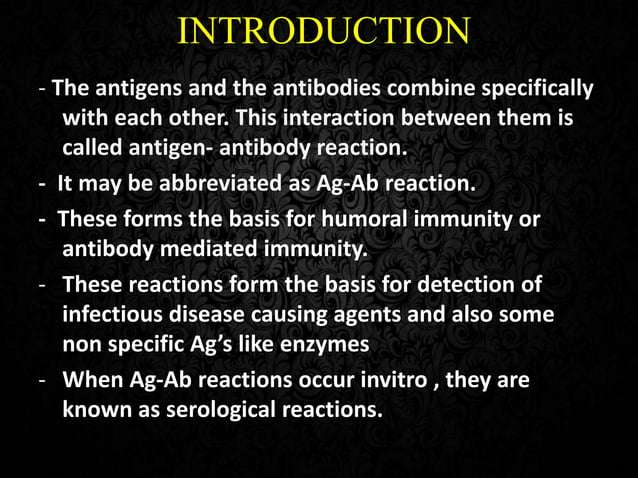 INTRODUCTION
- The antigens and the antibodies combine specifically
with each other. This interaction between them is
called antigen- antibody reaction.
- It may be abbreviated as Ag-Ab reaction.
- These forms the basis for humoral immunity or
antibody mediated immunity.
- These reactions form the basis for detection of
infectious disease causing agents and also some
non specific Ag’s like enzymes
- When Ag-Ab reactions occur invitro , they are
known as serological reactions.